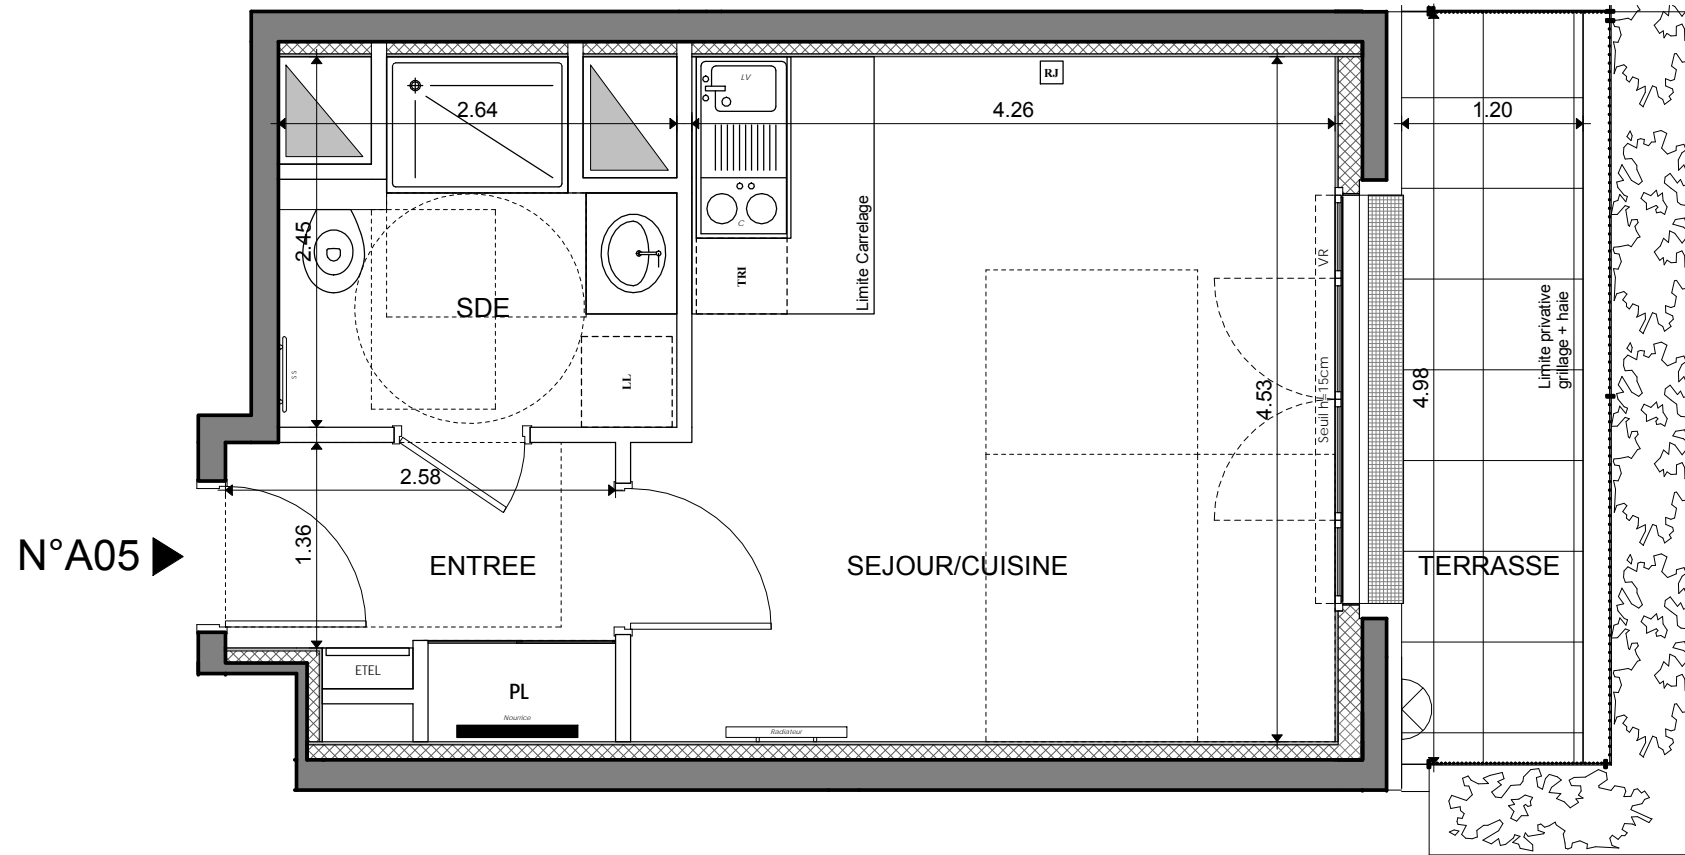 LV
RJ
2.64
4.26
1.20
Limite Carrelage
2.45
SDE
C
TRI
VR
Limite privative
grillage + haie
SS
LL
Seuil h=15cm
4.53
4.98
2.58
1.36
N°A05
ENTREE
SEJOUR/CUISINE
TERRASSE
ETEL
PL
Nourrice
Radiateur